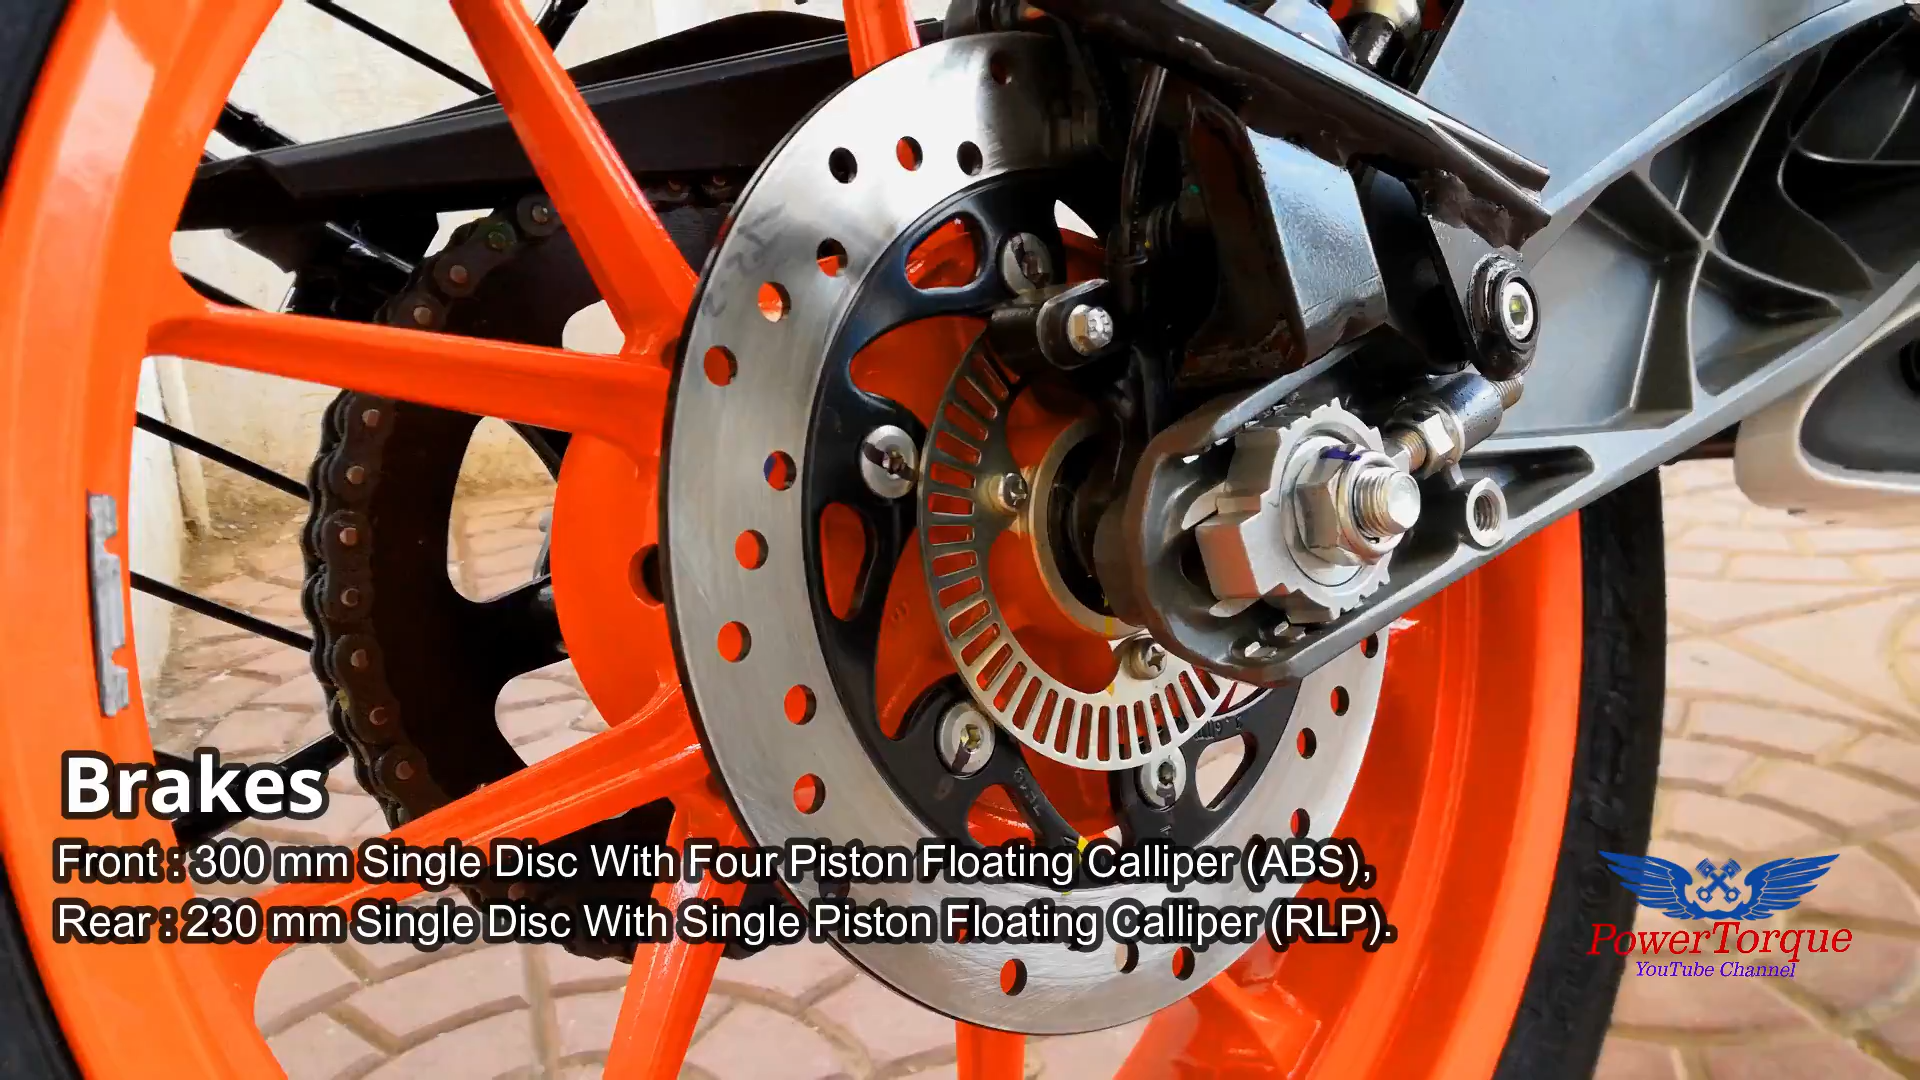 Brakes
Front : 300 mm Single Disc With Four Piston Floating Calliper (ABS),
Rear : 230 mm Single Disc With Single Piston Floating Calliper (RLP).
PowerTorque
YouTube Channel